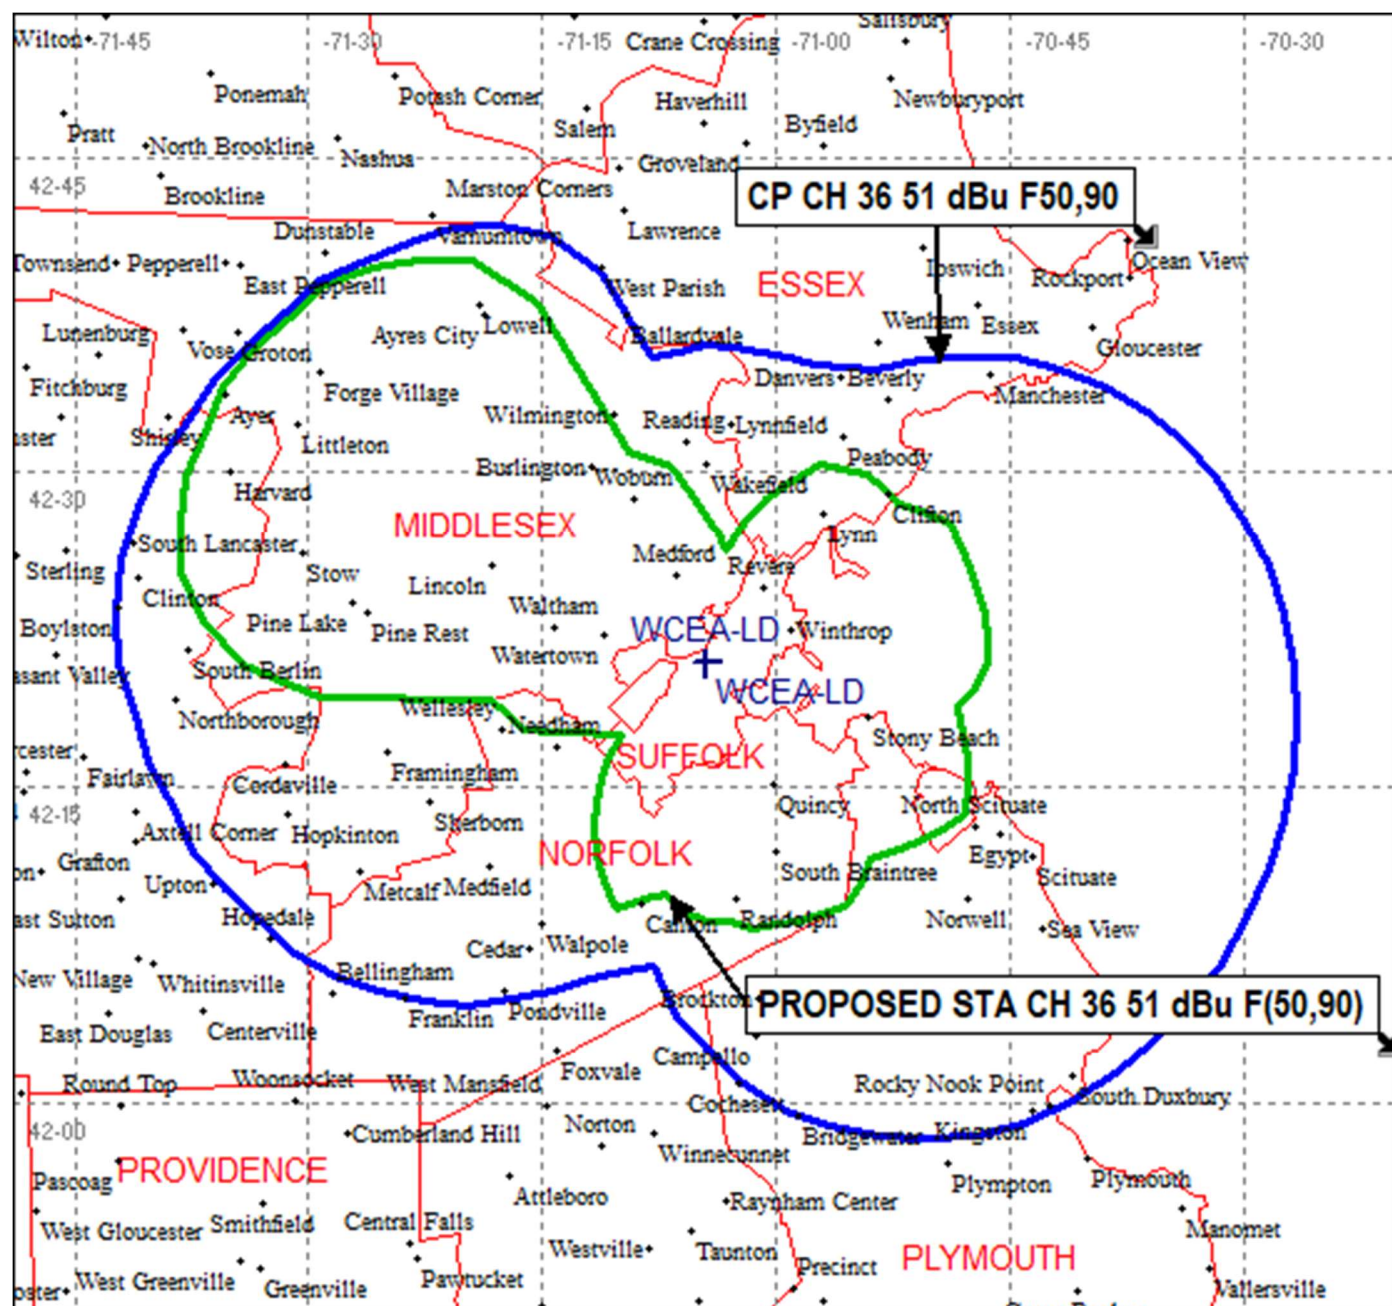 Salisbury
Wilton
-71-45
-71-30
-71-15
Crane Crossing
-71-00
-70-45
-70-30
Ponemah
Potash Corner
Haverhill
Newburyport
Pratt
Salem
Byfield
North Brookline
Nashua
Groveland
42-45
Brookline
Marston Corners
CP CH 36 51 dBu F50,90
Dunstable
Varnumtown
Lawrence
Townsend
Pepperell
Ipswich
Rockport
Ocean View
East Pepperell
West Parish
ESSEX
Lunenburg
Ayres City
Lowell
Ballardvale
Wenham
Essex
Vose
Groton
Gloucester
Fitchburg
Forge Village
Danvers
Beverly
Manchester
Ayer
Wilmington
Reading
Lynnfield
ster
Shirley
Littleton
Peabody
Burlington
Woburn
Wakefield
42-30
Harvard
MIDDLESEX
Clifton
Lynn
South Lancaster
Medford
Revere
Sterling
Stow
Lincoln
Clinton
Waltham
Boylston
Pine Lake
Pine Rest
WCEA-LD
Winthrop
Watertown
asant Valley
South Berlin
WCEA-LD
Northborough
Wellesley
Needham
rcester
SUFFOLK
Stony Beach
Fairlawn
Cordaville
Framingham
42-15
Quincy
North Scituate
Axtell Corner
Hopkinton
Sherborn
NORFOLK
Grafton
Egypt
on
Upton
Metcalf
Medfield
South Braintree
Scituate
ast Sutton
Hopedale
Canton
Randolph
Norwell
Sea View
Cedar
Walpole
New Village
Whitinsville
Bellingham
Brockton
PROPOSED STA CH 36 51 dBu F(50,90)
Franklin
Pondville
East Douglas
Centerville
Campello
Foxvale
Round Top
Woonsocket
West Mansfield
Rocky Nook Point
South Duxbury
Cochesett
42-00
Norton
Cumberland Hill
Bridgewater
Kingston
Winnecunnet
PROVIDENCE
Pascoag
Attleboro
Plympton
Plymouth
Raynham Center
West Gloucester
Smithfield
Central Falls
Manomet
Westville
Taunton
PLYMOUTH
Precinct
West Greenville
Greenville
Pawtucket
Vallersville
oster